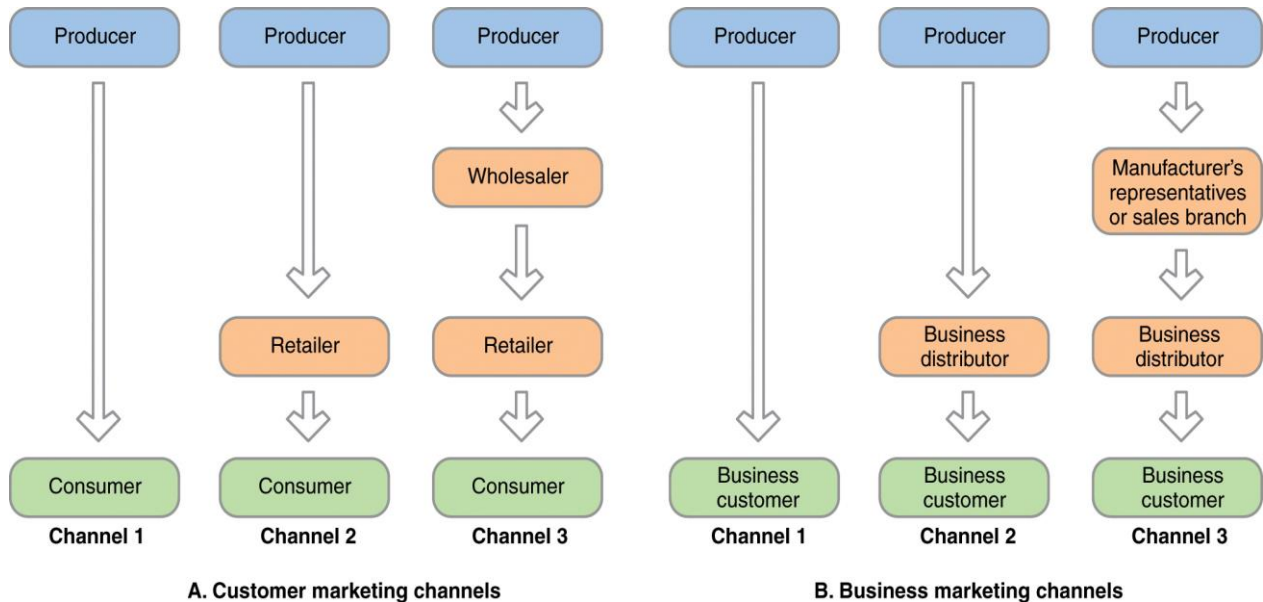 Producer
Producer
Producer
Producer
Producer
Producer
Wholesaler
Manufacturer's
representatives
or sales branch
Retailer
Retailer
Business
distributor
Business
distributor
Consumer
Consumer
Consumer
Business
customer
Business
customer
Business
customer
Channel 1
Channel 2
Channel 3
Channel 1
Channel 2
Channel 3
A. Customer marketing channels
B. Business marketing channels